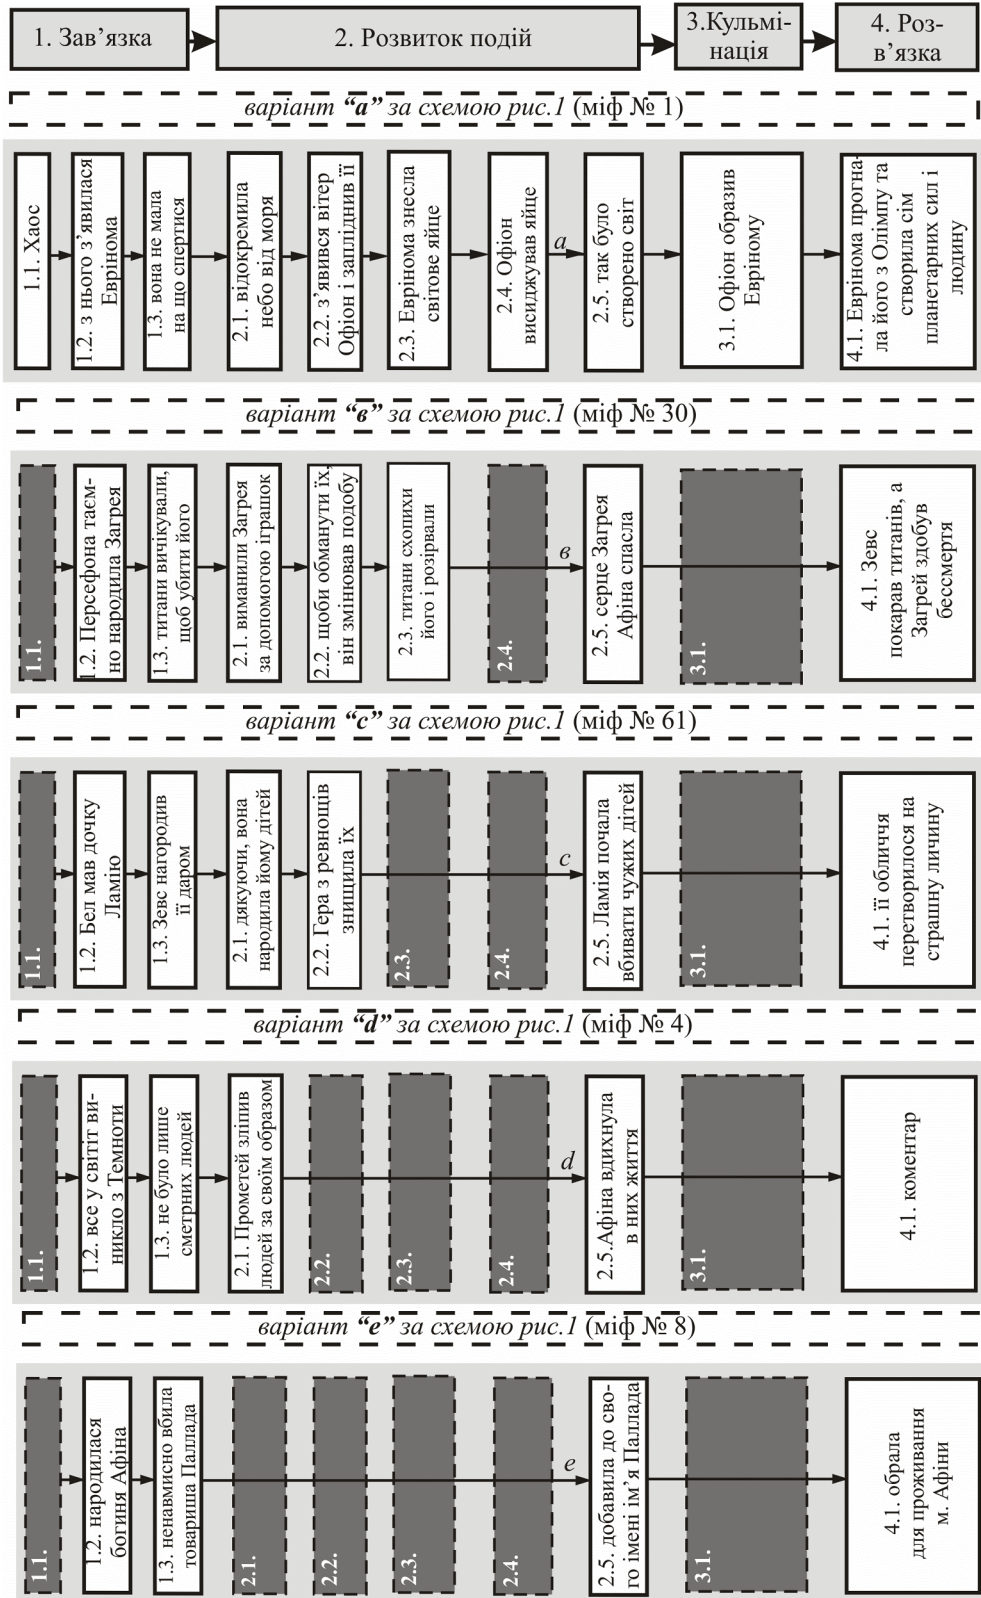 1. Зав’язка
2. Розвиток подій
3.Кульмі-
нація
4. Роз-
в’язка
варіант “а” за схемою рис.1 (міф № 1)
1.1. Хаос
1.2. з нього з’явилася
Еврінома
1.3. вона не мала
на що спертися
2.1. відокремила
небо від моря
2.2. з’явився вітер
Офіон і запліднив її
2.3. Еврінома знесла
світове яйце
2.4. Офіон
висиджував яйце
а
2.5. так було
створено світ
3.1. Офіон образив
Евріному
4.1. Еврінома прогна-
ла його з Олімпу та
створила сім
планетарних сил і
людину
варіант “в” за схемою рис.1 (міф № 30)
1.1.
1.2. Персефона таєм-
но народила Загрея
1.3. титани вичікували,
щоб убити його
2.1. виманили Загрея
за допомогою іграшок
2.2. щоби обманути їх,
він змінював подобу
2.3. титани схопихи
його і розірвали
2.4.
в
2.5. серце Загрея
Афіна спасла
3.1.
4.1. Зевс
покарав титанів, а
Загрей здобув
бессмертя
варіант “с” за схемою рис.1 (міф № 61)
1.1.
1.2. Бел мав дочку
Ламію
1.3. Зевс нагородив
її даром
2.1. дякуючи, вона
народила йому дітей
2.2. Гера з ревнощів
знищила їх
2.3.
2.4.
с
2.5. Ламія почала
вбивати чужих дітей
3.1.
4.1. її обличчя
перетворилося на
страшну личину
варіант “d” за схемою рис.1 (міф № 4)
1.1.
1.2. все у світіт ви-
никло з Темноти
1.3. не було лише
сметрних людей
2.1. Прометей зліпив
людей за своїм образом
2.2.
2.3.
2.4.
d
2.5.Афіна вдихнула
в них життя
3.1.
4.1. коментар
варіант “е” за схемою рис.1 (міф № 8)
1.1.
1.2. народилася
богиня Афіна
1.3. ненавмисно вбила
товариша Паллада
2.1.
2.2.
2.3.
2.4.
е
2.5. добавила до сво-
го імені ім’я Паллада
3.1.
4.1. обрала
для проживання
м. Афіни